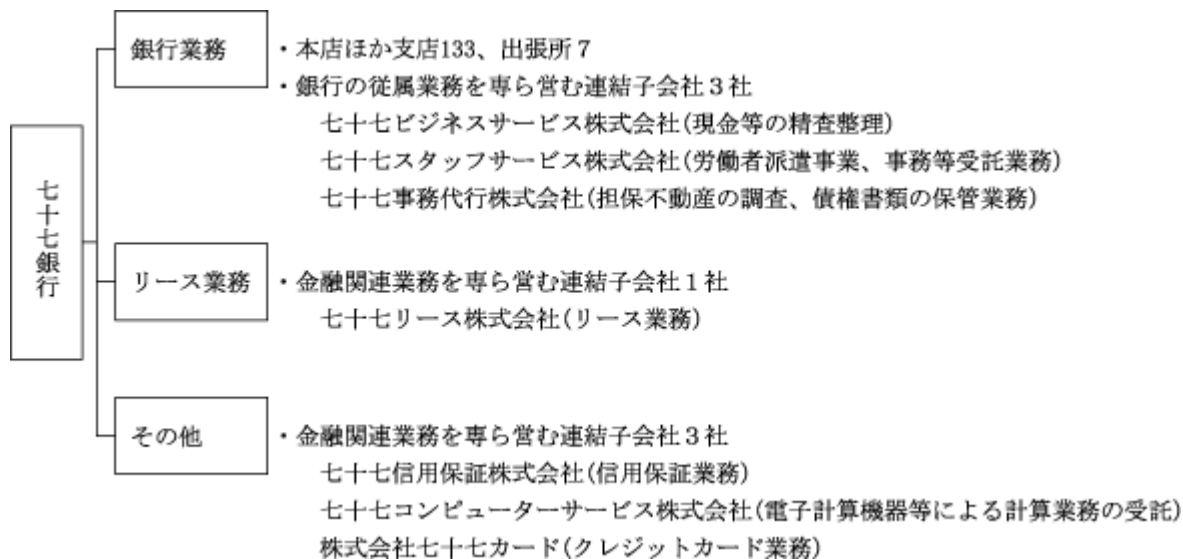 七十七銀行
銀行業務
・本店ほか支店133、出張所7
・銀行の従属業務を専ら営む連結子会社3社
七十七ビジネスサービス株式会社(現金等の精査整理)
七十七スタッフサービス株式会社(労働者派遣事業、事務等受託業務)
七十七事務代行株式会社(担保不動産の調査、債権書類の保管業務)
リース業務
・金融関連業務を専ら営む連結子会社1社
七十七リース株式会社(リース業務)
その他
・金融関連業務を専ら営む連結子会社3社
七十七信用保証株式会社(信用保証業務)
七十七コンピューターサービス株式会社(電子計算機器等による計算業務の受託)
株式会社七十七カード(クレジットカード業務)